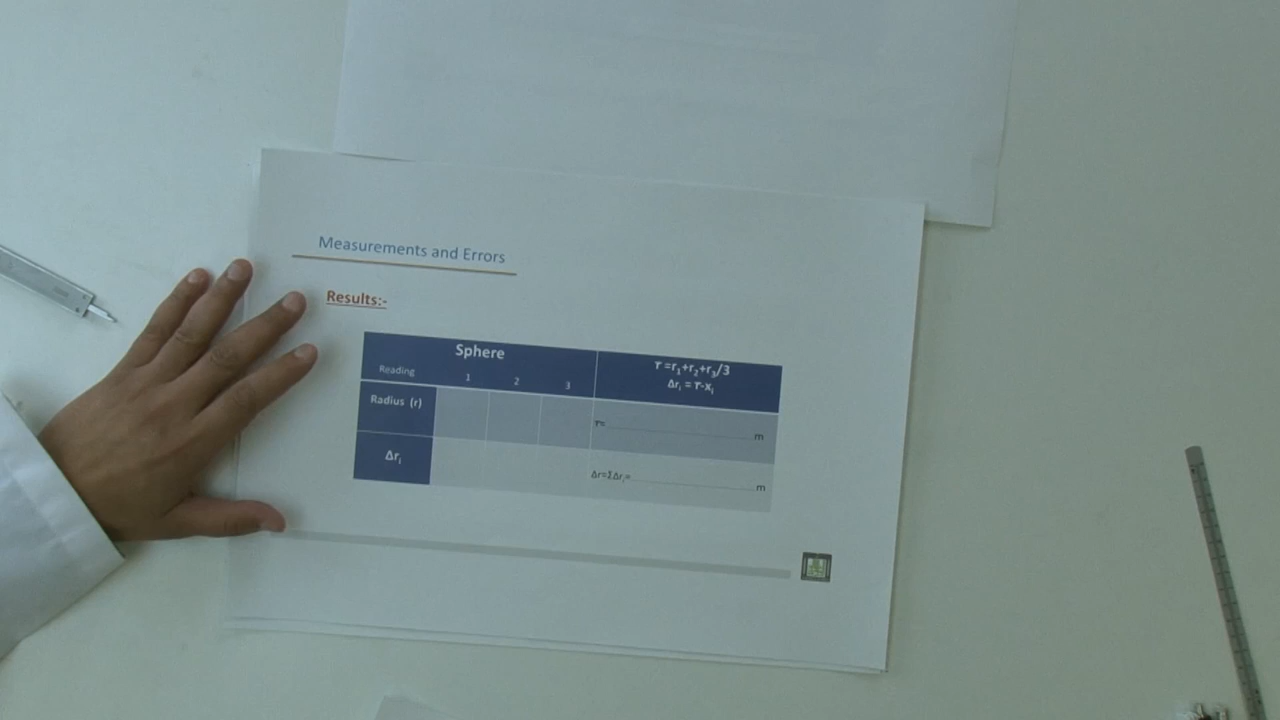 Measurements and Errors
Results:-
Sphere
Reading 1 2 3
r̅ =r₁+r₂+r₃/3
Δrᵢ = r̅-xᵢ
Radius (r)
r̅= m
Δrᵢ
Δr=ΣΔrᵢ= m